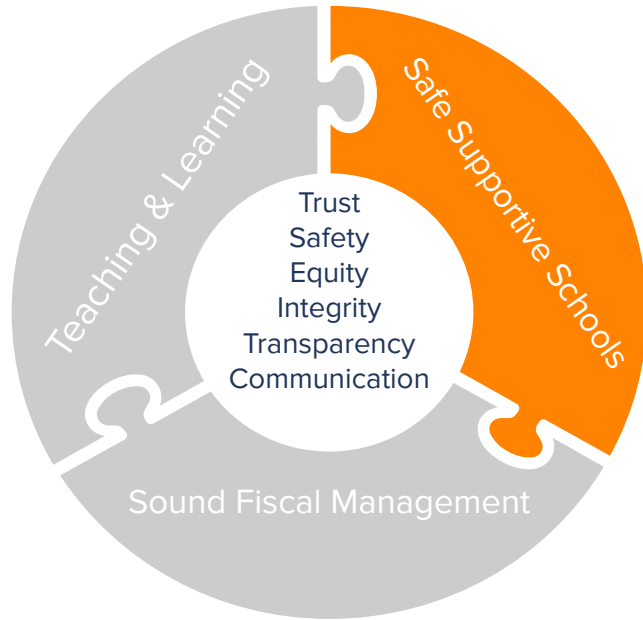 Teaching & Learning
Safe Supportive Schools
Trust
Safety
Equity
Integrity
Transparency
Communication
Sound Fiscal Management